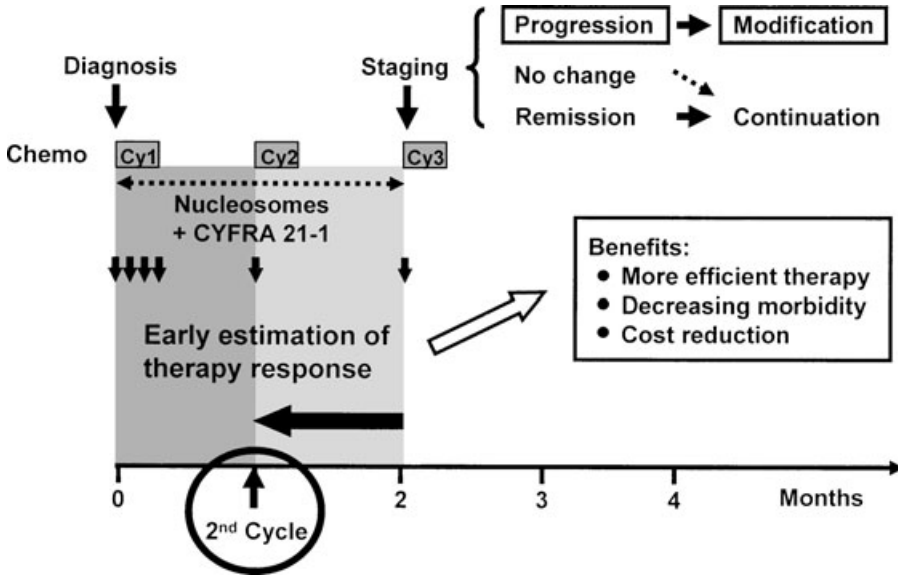 Diagnosis
Staging
Progression
Modification
No change
Remission
Continuation
Chemo
Cy1
Cy2
Cy3
Nucleosomes
+ CYFRA 21-1
Early estimation of
therapy response
Benefits:
● More efficient therapy
● Decreasing morbidity
● Cost reduction
0
2
3
4
Months
2nd Cycle